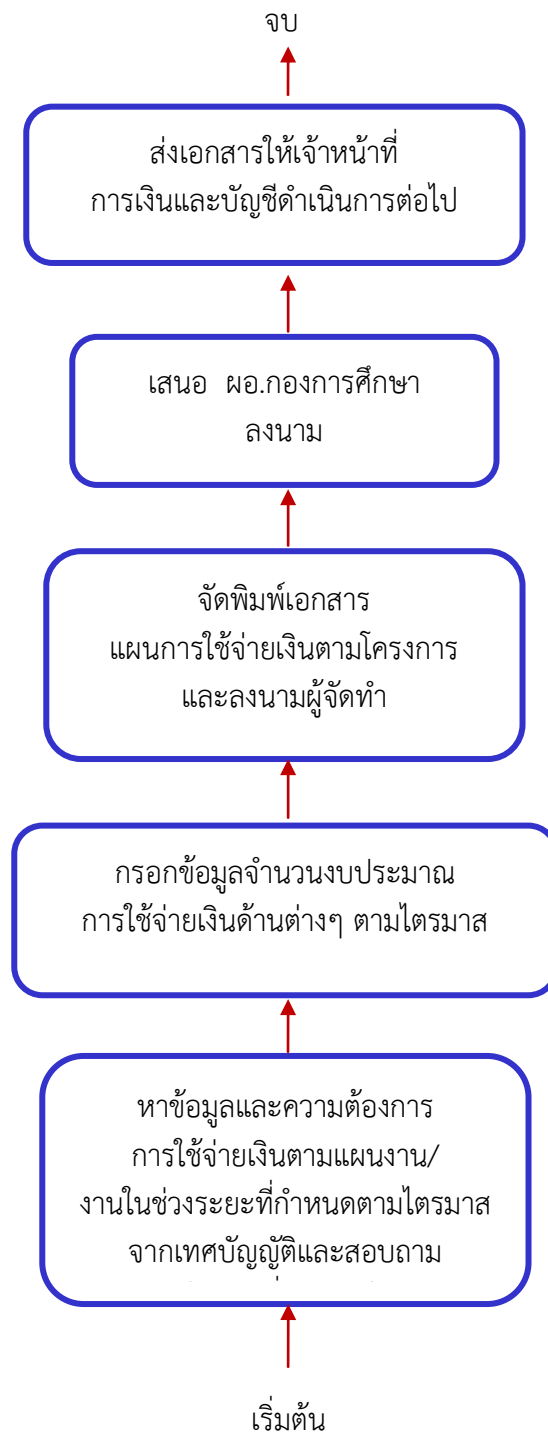 จบ
ส่งเอกสารให้เจ้าหน้าที่
การเงินและบัญชีดำเนินการต่อไป
เสนอ ผอ.กองการศึกษา
ลงนาม
จัดพิมพ์เอกสาร
แผนการใช้จ่ายเงินตามโครงการ
และลงนามผู้จัดทำ
กรอกข้อมูลจำนวนงบประมาณ
การใช้จ่ายเงินด้านต่างๆ ตามไตรมาส
หาข้อมูลและความต้องการ
การใช้จ่ายเงินตามแผนงาน/
งานในช่วงระยะที่กำหนดตามไตรมาส
จากเทศบัญญัติและสอบถาม
เริ่มต้น